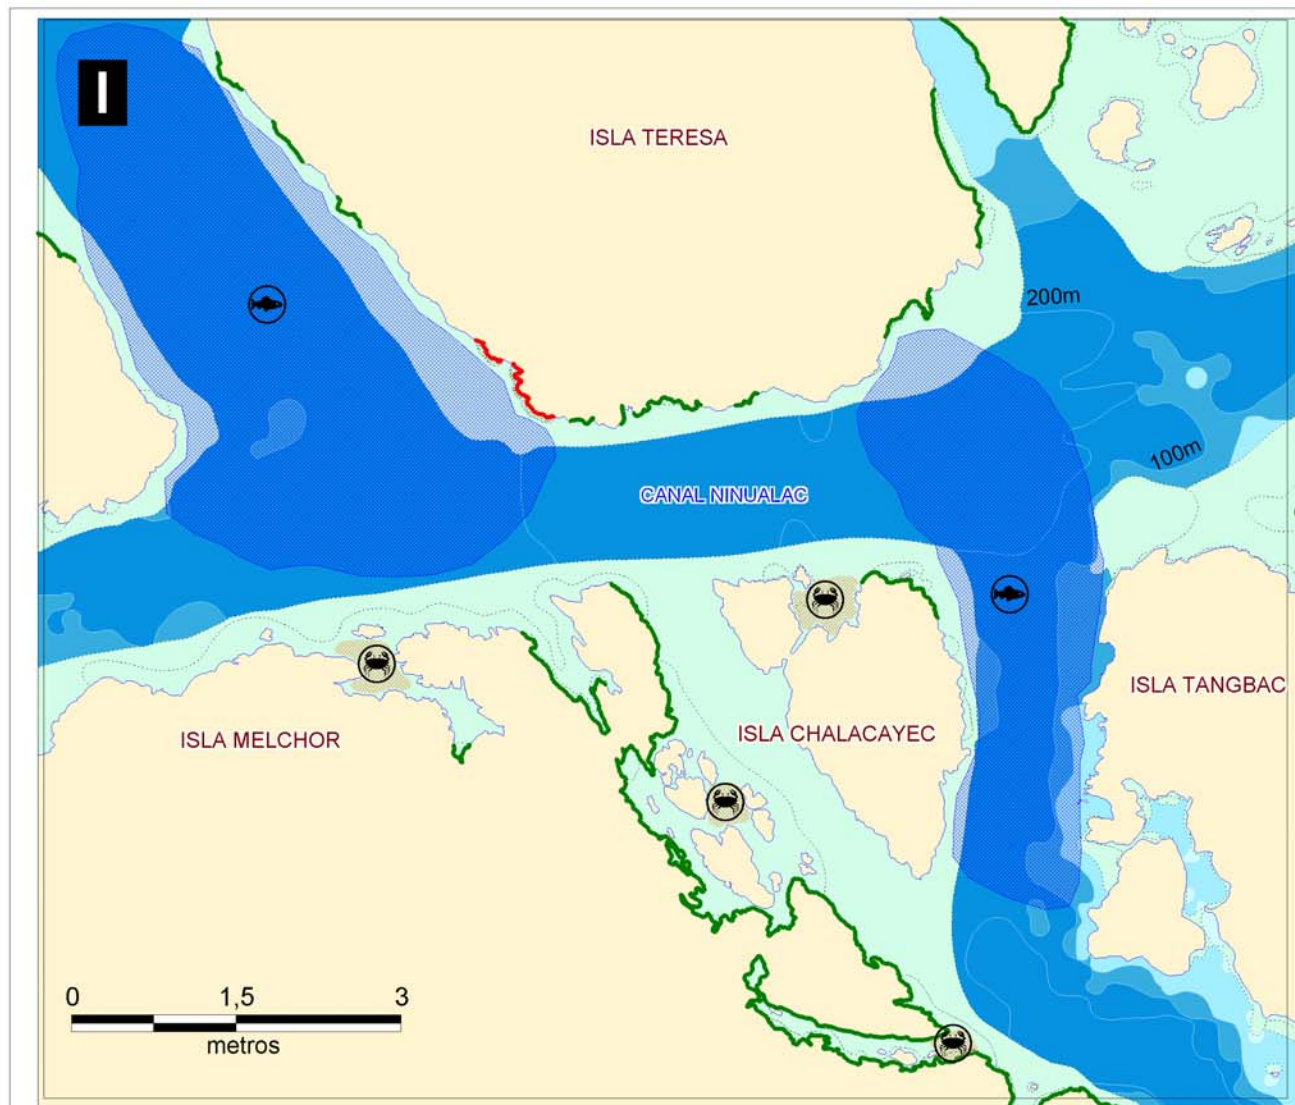 I
ISLA TERESA
200m
100m
CANAL NINUALAC
ISLA TANGBAC
ISLA CHALACAYEC
ISLA MELCHOR
0 1,5 3
metros